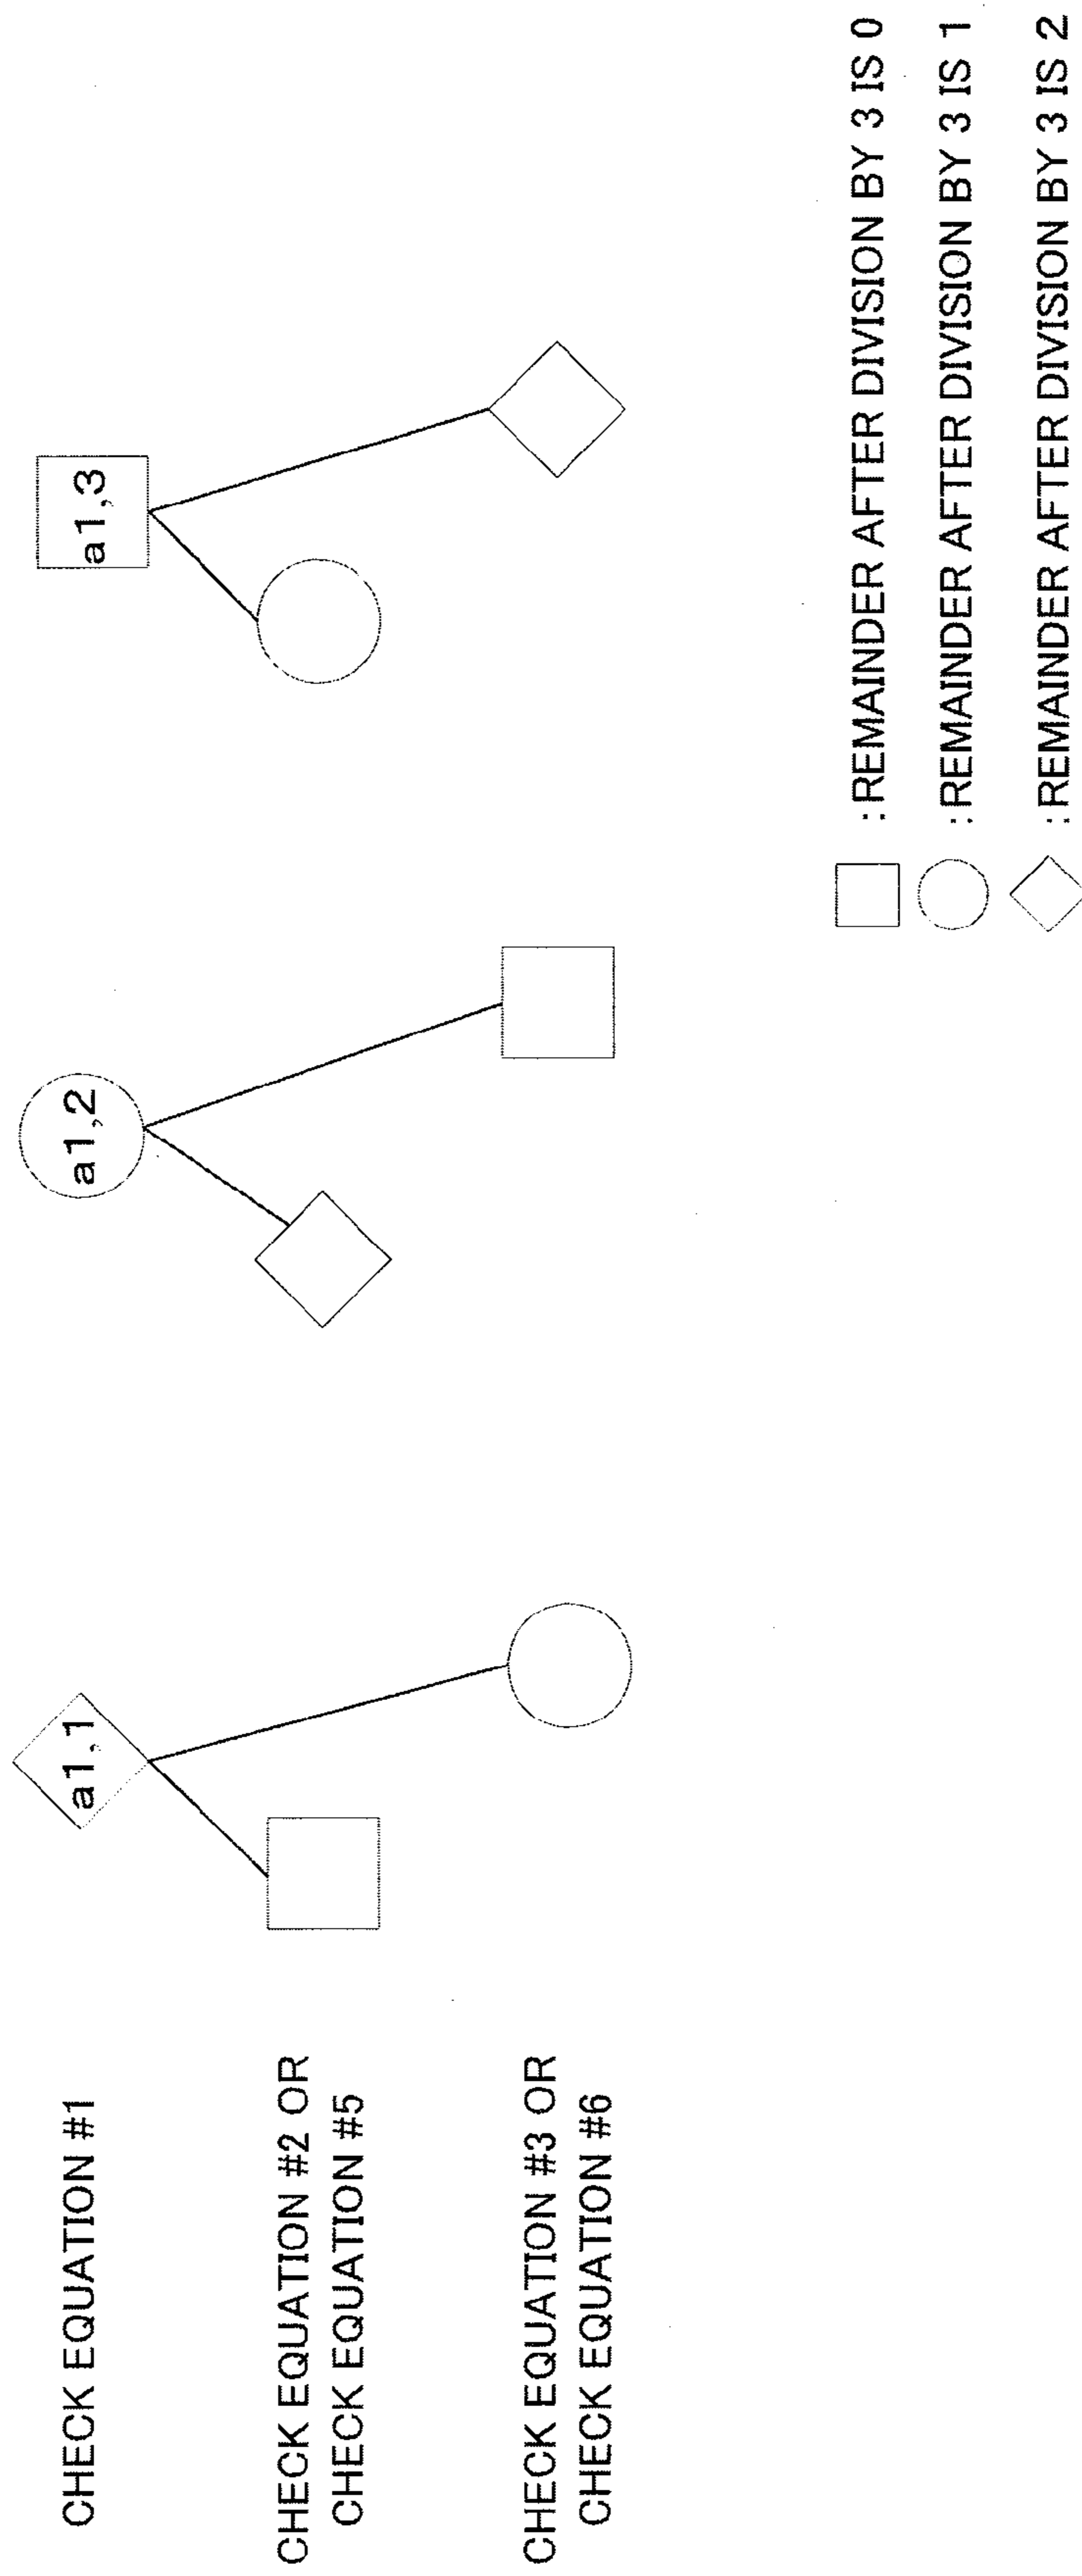 CHECK EQUATION #1
a1,1
a1,2
a1,3
CHECK EQUATION #2 OR
CHECK EQUATION #5
CHECK EQUATION #3 OR
CHECK EQUATION #6
:REMAINDER AFTER DIVISION BY 3 IS 0
:REMAINDER AFTER DIVISION BY 3 IS 1
:REMAINDER AFTER DIVISION BY 3 IS 2